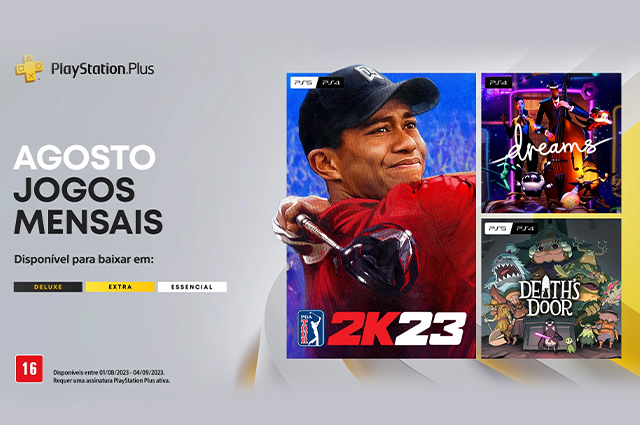 PlayStation.Plus
AGOSTO
JOGOS
MENSAIS
Disponível para baixar em:
DELUXE
EXTRA
ESSENCIAL
16
Disponíveis entre 01/08/2023 - 04/09/2023.
Requer uma assinatura PlayStation Plus ativa.
PS5 PS4
PGA
TOUR
2K23
PS4
dreams
PS5 PS4
DEATH'S
DOOR